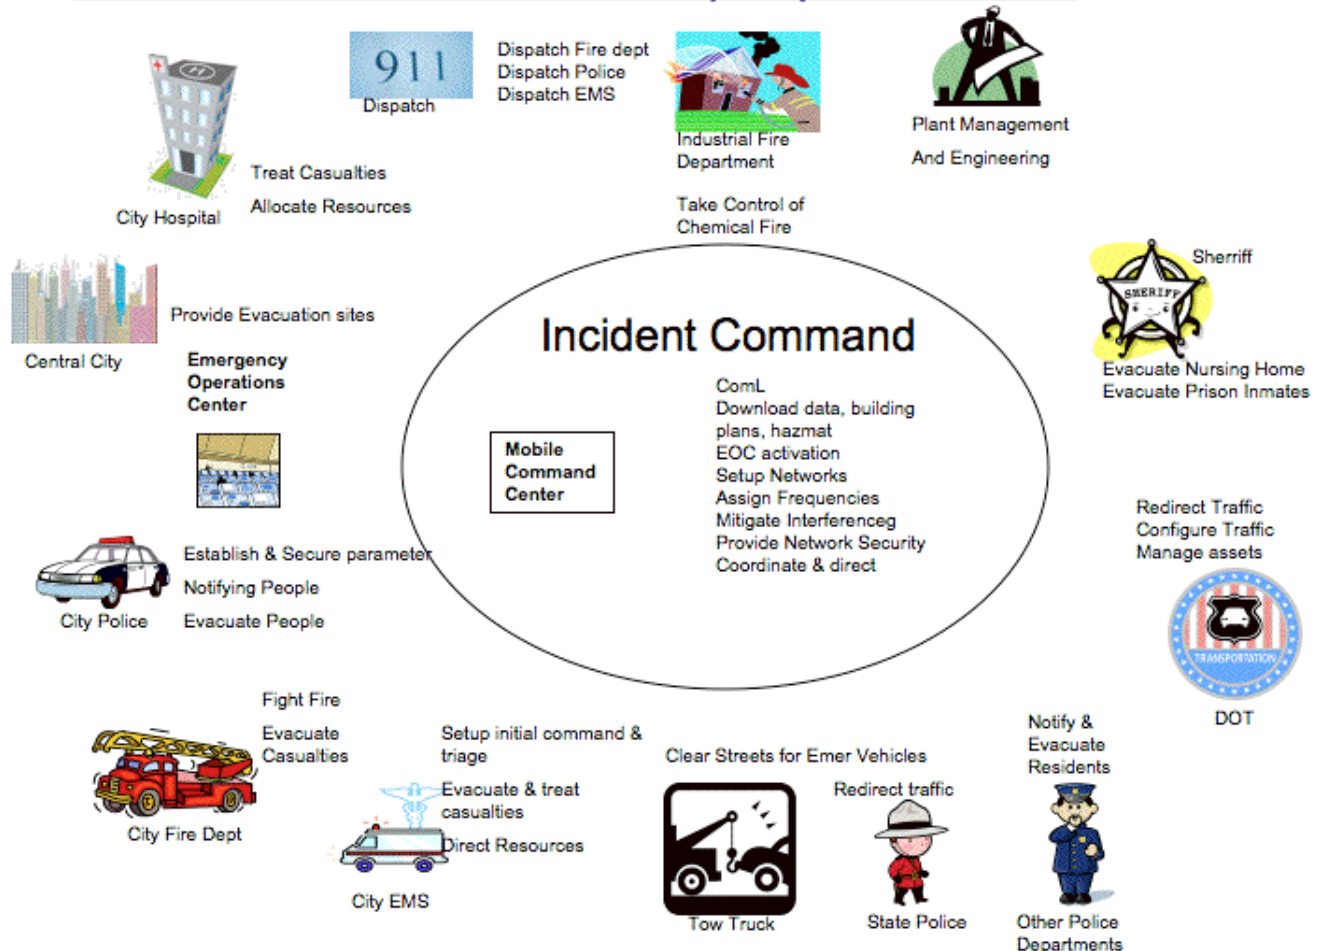 911
Dispatch
Dispatch Fire dept
Dispatch Police
Dispatch EMS
H
City Hospital
Treat Casualties
Allocate Resources
Industrial Fire
Department
Take Control of
Chemical Fire
Plant Management
And Engineering
Sherriff
SHERIFF
Evacuate Nursing Home
Evacuate Prison Inmates
Central City
Provide Evacuation sites
Emergency
Operations
Center
Incident Command
Mobile
Command
Center
ComL
Download data, building
plans, hazmat
EOC activation
Setup Networks
Assign Frequencies
Mitigate Interferenceg
Provide Network Security
Coordinate & direct
City Police
Establish & Secure parameter
Notifying People
Evacuate People
Redirect Traffic
Configure Traffic
Manage assets
TRANSPORTATION
DOT
City Fire Dept
Fight Fire
Evacuate
Casualties
City EMS
Setup initial command &
triage
Evacuate & treat
casualties
Direct Resources
Clear Streets for Emer Vehicles
Tow Truck
Redirect traffic
State Police
Notify &
Evacuate
Residents
Other Police
Departments